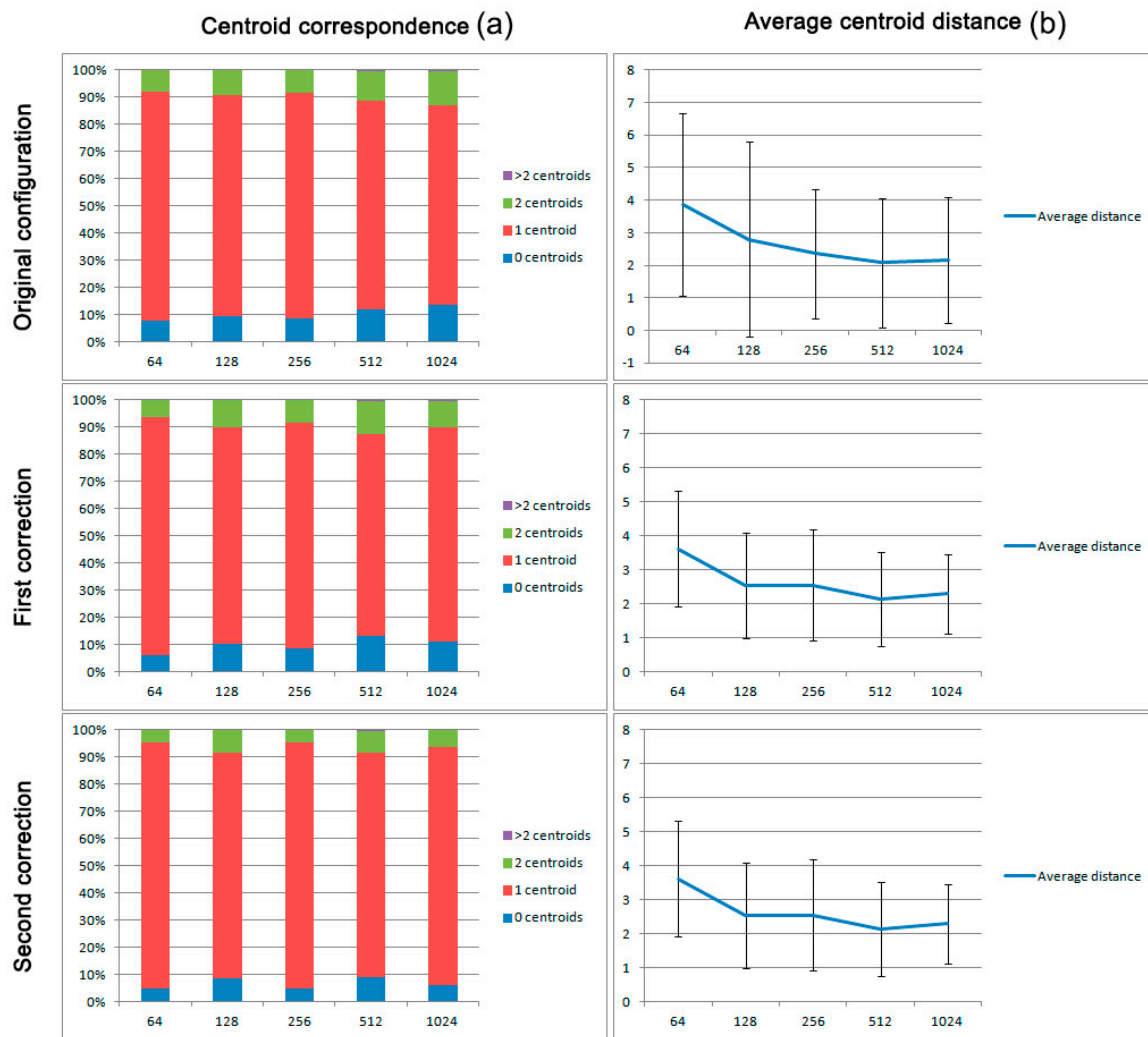 Centroid correspondence (a)
Average centroid distance (b)
Original configuration
100%
90%
80%
70%
60%
50%
40%
30%
20%
10%
0%
64 128 256 512 1024
>2 centroids
2 centroids
1 centroid
0 centroids
8
7
6
5
4
3
2
1
0
-1
64 128 256 512 1024
Average distance
First correction
100%
90%
80%
70%
60%
50%
40%
30%
20%
10%
0%
64 128 256 512 1024
>2 centroids
2 centroids
1 centroid
0 centroids
8
7
6
5
4
3
2
1
0
64 128 256 512 1024
Average distance
Second correction
100%
90%
80%
70%
60%
50%
40%
30%
20%
10%
0%
64 128 256 512 1024
>2 centroids
2 centroids
1 centroid
0 centroids
8
7
6
5
4
3
2
1
0
64 128 256 512 1024
Average distance